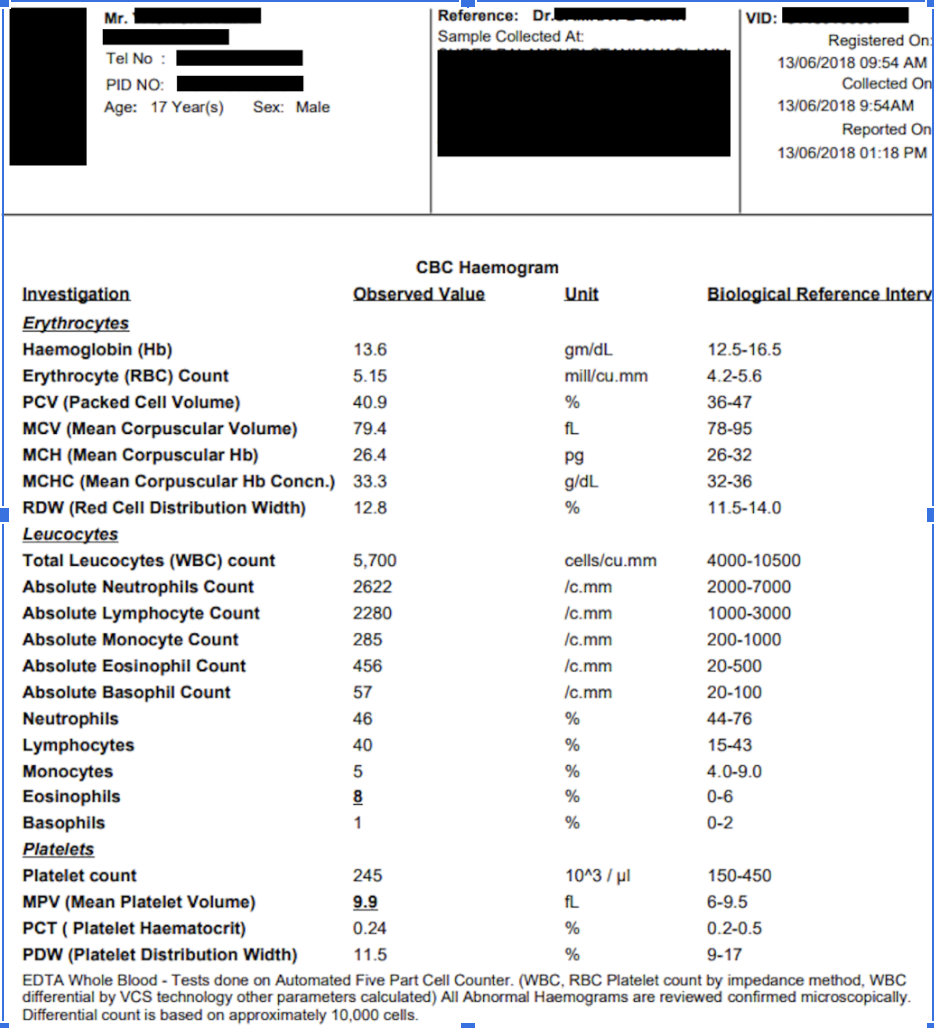 Mr.
Tel No :
PID NO:
Age: 17 Year(s) Sex: Male
Reference: Dr.
Sample Collected At:
VID:
Registered On:
13/06/2018 09:54 AM
Collected On
13/06/2018 9:54AM
Reported On
13/06/2018 01:18 PM
CBC Haemogram
Investigation Observed Value Unit Biological Reference Interv
Erythrocytes
Haemoglobin (Hb) 13.6 gm/dL 12.5-16.5
Erythrocyte (RBC) Count 5.15 mill/cu.mm 4.2-5.6
PCV (Packed Cell Volume) 40.9 % 36-47
MCV (Mean Corpuscular Volume) 79.4 fL 78-95
MCH (Mean Corpuscular Hb) 26.4 pg 26-32
MCHC (Mean Corpuscular Hb Concn.) 33.3 g/dL 32-36
RDW (Red Cell Distribution Width) 12.8 % 11.5-14.0
Leucocytes
Total Leucocytes (WBC) count 5,700 cells/cu.mm 4000-10500
Absolute Neutrophils Count 2622 /c.mm 2000-7000
Absolute Lymphocyte Count 2280 /c.mm 1000-3000
Absolute Monocyte Count 285 /c.mm 200-1000
Absolute Eosinophil Count 456 /c.mm 20-500
Absolute Basophil Count 57 /c.mm 20-100
Neutrophils 46 % 44-76
Lymphocytes 40 % 15-43
Monocytes 5 % 4.0-9.0
Eosinophils 8 % 0-6
Basophils 1 % 0-2
Platelets
Platelet count 245 10^3 / µl 150-450
MPV (Mean Platelet Volume) 9.9 fL 6-9.5
PCT ( Platelet Haematocrit) 0.24 % 0.2-0.5
PDW (Platelet Distribution Width) 11.5 % 9-17
EDTA Whole Blood - Tests done on Automated Five Part Cell Counter. (WBC, RBC Platelet count by impedance method, WBC
differential by VCS technology other parameters calculated) All Abnormal Haemograms are reviewed confirmed microscopically.
Differential count is based on approximately 10,000 cells.